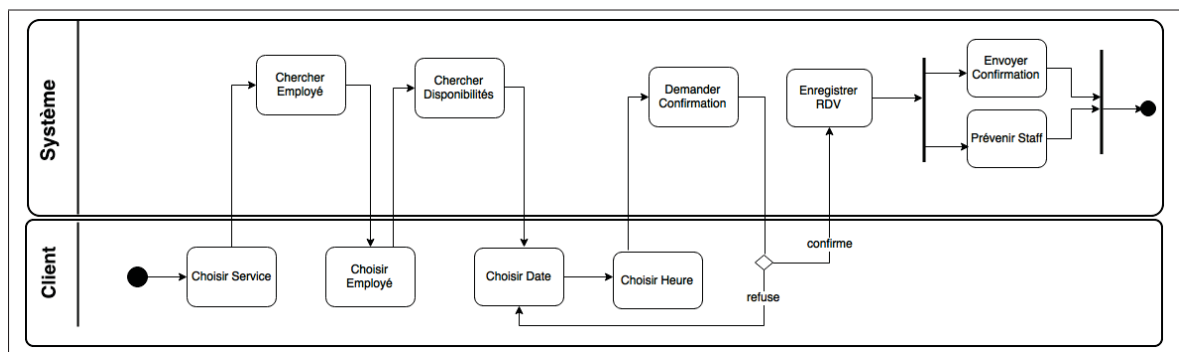 Système
Chercher
Employé
Chercher
Disponibilités
Demander
Confirmation
Enregistrer
RDV
Envoyer
Confirmation
Prévenir Staff
Client
Choisir Service
Choisir
Employé
Choisir Date
Choisir Heure
confirme
refuse